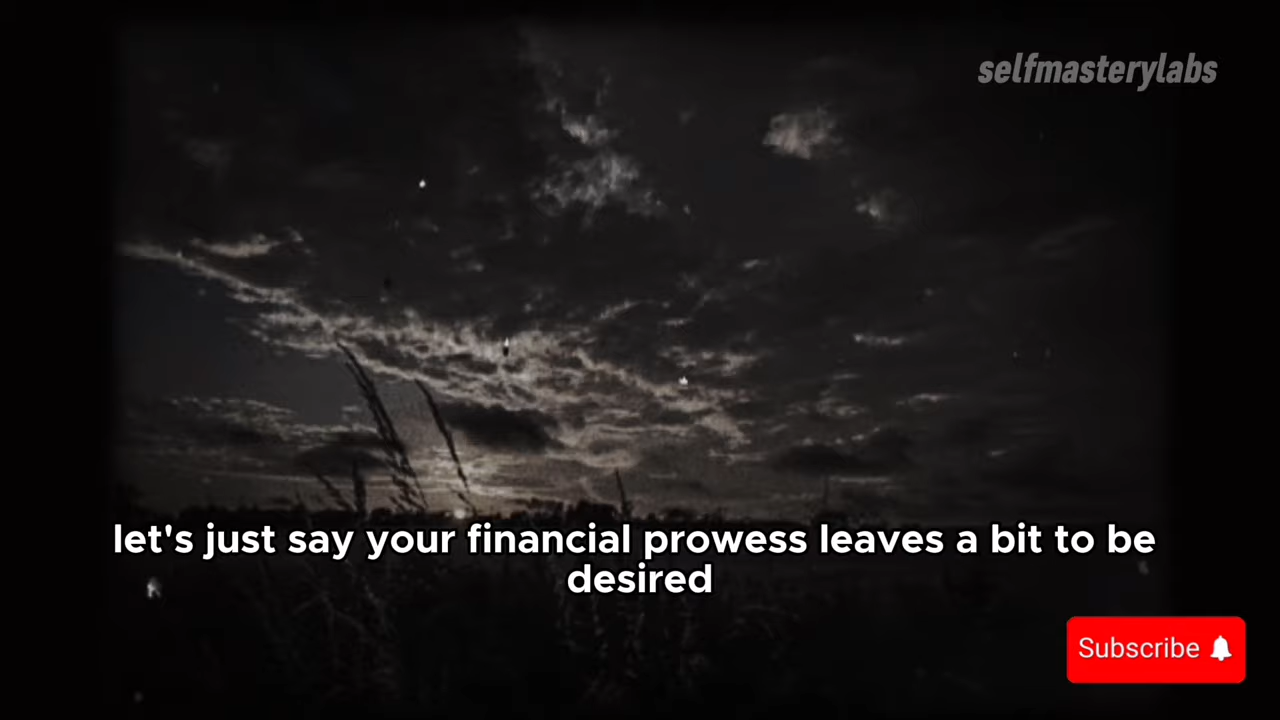 selfmasterylabs
let's just say your financial prowess leaves a bit to be
desired
Subscribe